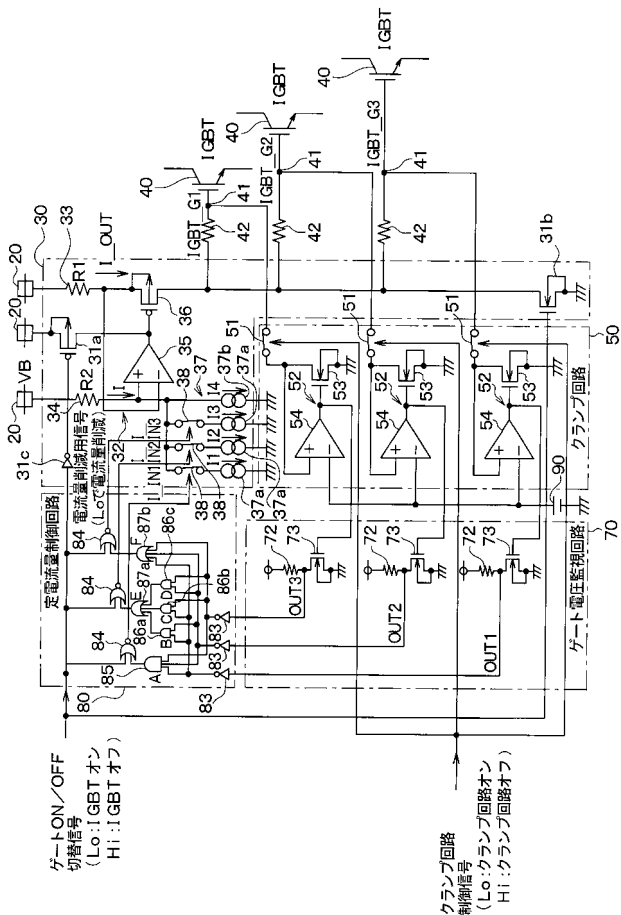 ゲートON／OFF
切替信号
（Lo：IGBTオン
Hi：IGBTオフ）
クランプ回路
制御信号
（Lo：クランプ回路オン
Hi：クランプ回路オフ）
定電流量制御回路
80
85
A
83
83
83
84
84
84
B
C
D
E
F
86a
86b
86c
87a
87b
31c
電流量削減用信号
（Loで電流量削減）
I_IN1
IN2
IN3
I
I1
I2
I3
I4
32
34
35
36
37
37a
37a
37a
37b
38
38
38
20
20
20
VB
R2
R1
31a
33
30
I_OUT
31b
40
40
40
IGBT
IGBT
IGBT
IGBT_G1
IGBT_G2
IGBT_G3
41
41
41
42
42
42
51
51
51
52
52
52
53
53
53
54
54
54
クランプ回路
50
90
70
72
72
72
73
73
73
OUT3
OUT2
OUT1
ゲート電圧監視回路